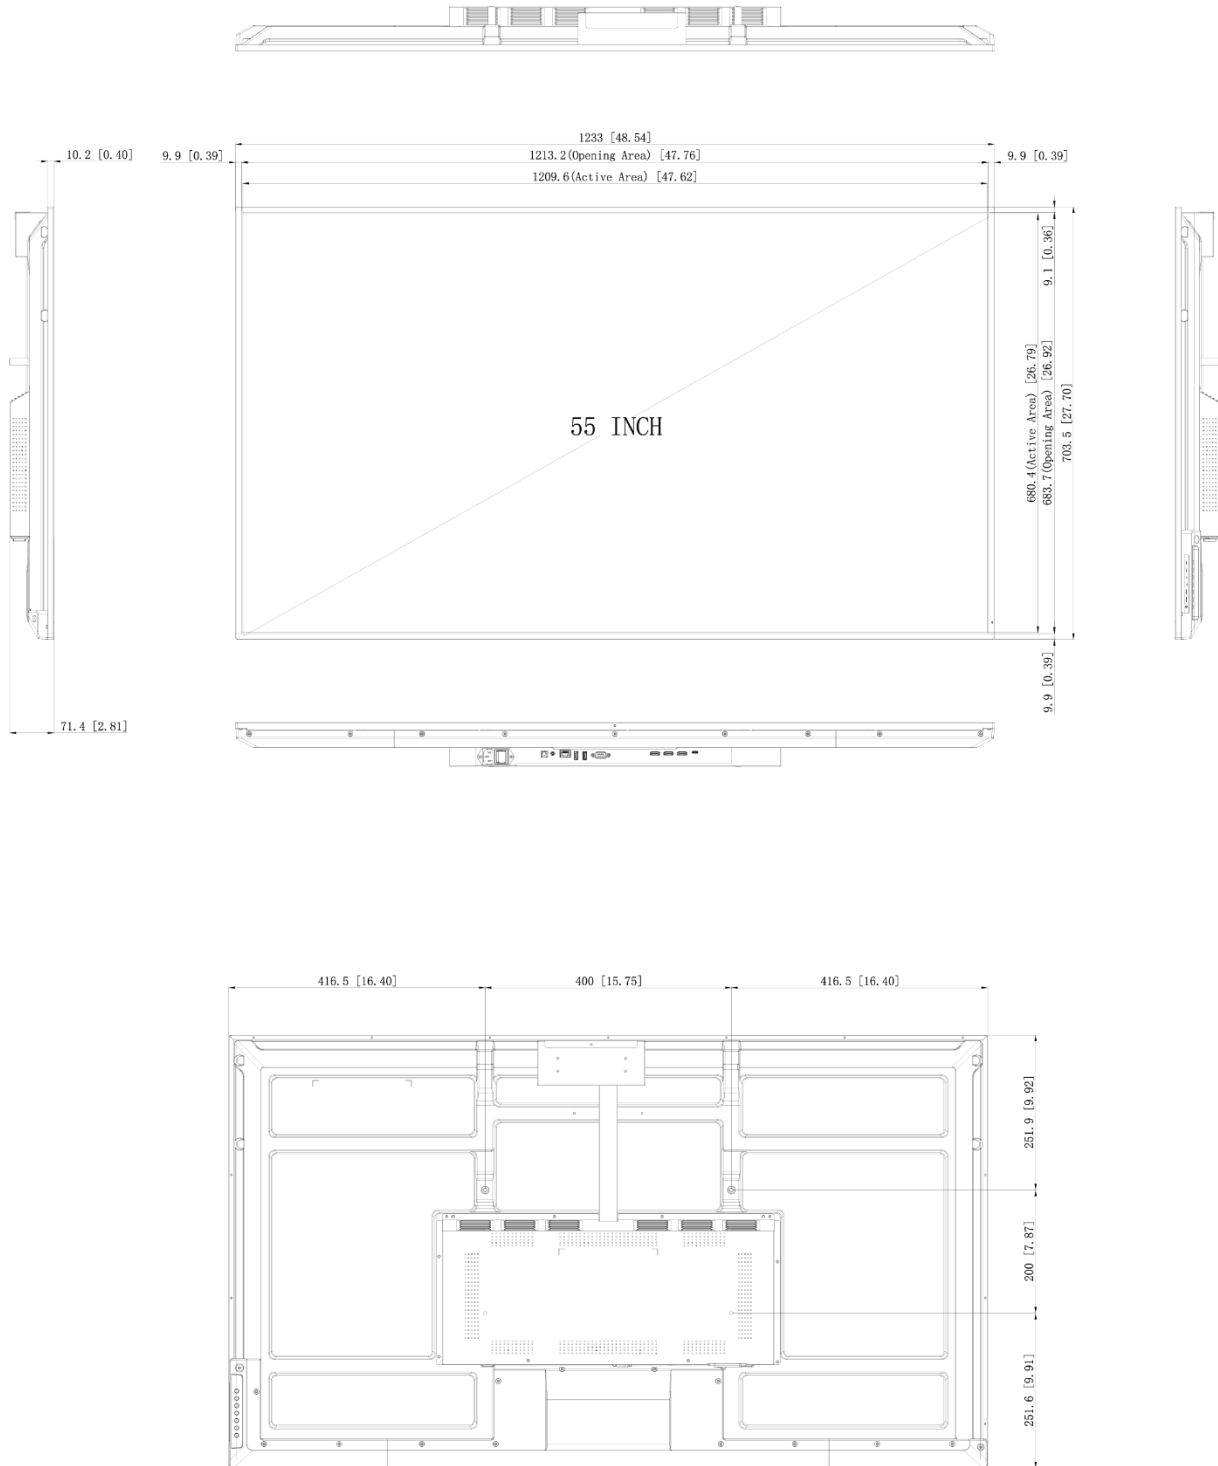 1233 [48.54]
10.2 [0.40]
9.9 [0.39]
1213.2(Opening Area) [47.76]
9.9 [0.39]
1209.6(Active Area) [47.62]
9.1 [0.36]
680.4(Active Area) [26.79]
683.7(Opening Area) [26.92]
703.5 [27.70]
55 INCH
9.9 [0.39]
71.4 [2.81]
416.5 [16.40]
400 [15.75]
416.5 [16.40]
251.9 [9.92]
200 [7.87]
251.6 [9.91]